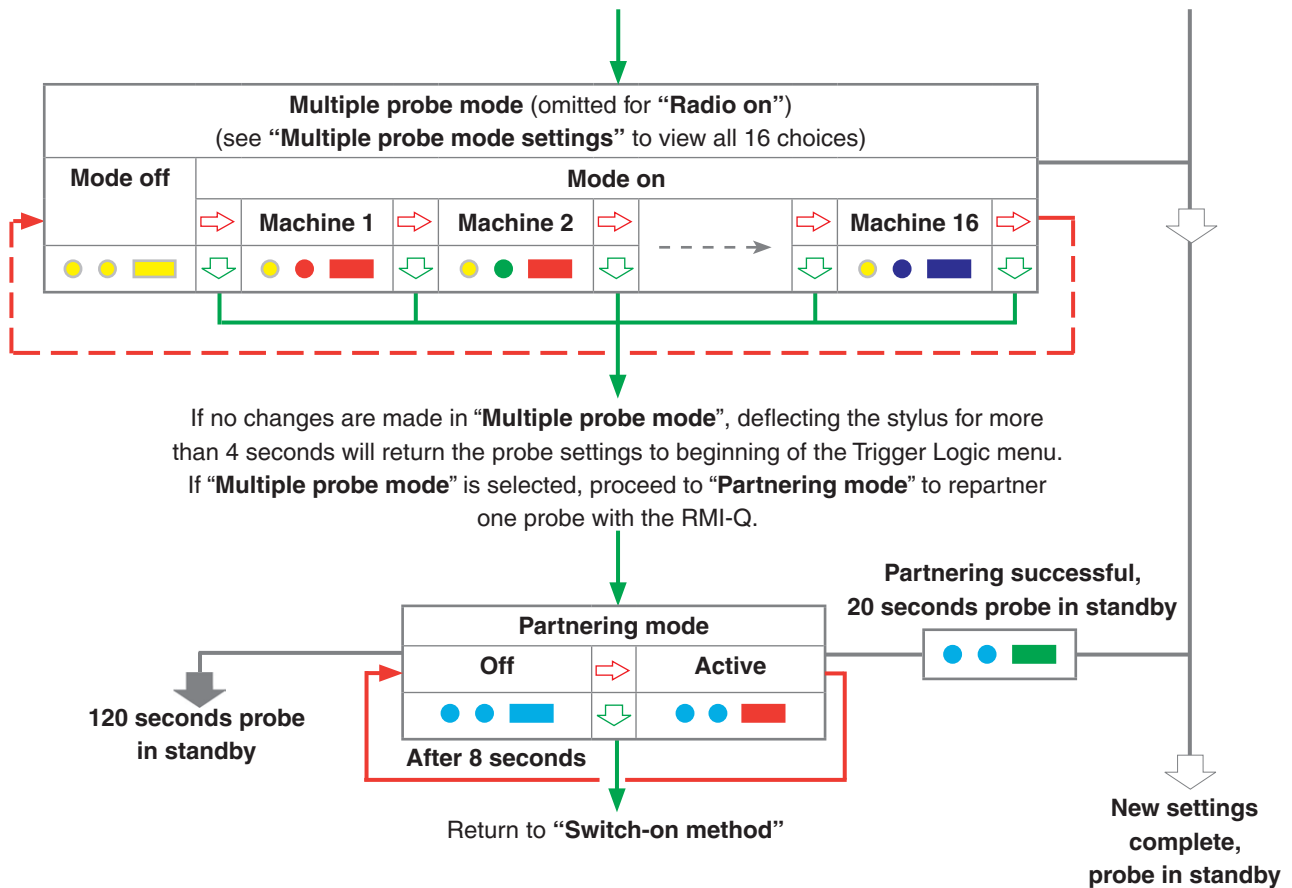 Multiple probe mode (omitted for “Radio on”)
(see “Multiple probe mode settings” to view all 16 choices)
Mode off
Mode on
Machine 1
Machine 2
Machine 16
If no changes are made in “Multiple probe mode”, deflecting the stylus for more
than 4 seconds will return the probe settings to beginning of the Trigger Logic menu.
If “Multiple probe mode” is selected, proceed to “Partnering mode” to repartner
one probe with the RMI-Q.
Partnering successful,
20 seconds probe in standby
Partnering mode
Off
Active
120 seconds probe
in standby
After 8 seconds
Return to “Switch-on method”
New settings
complete,
probe in standby